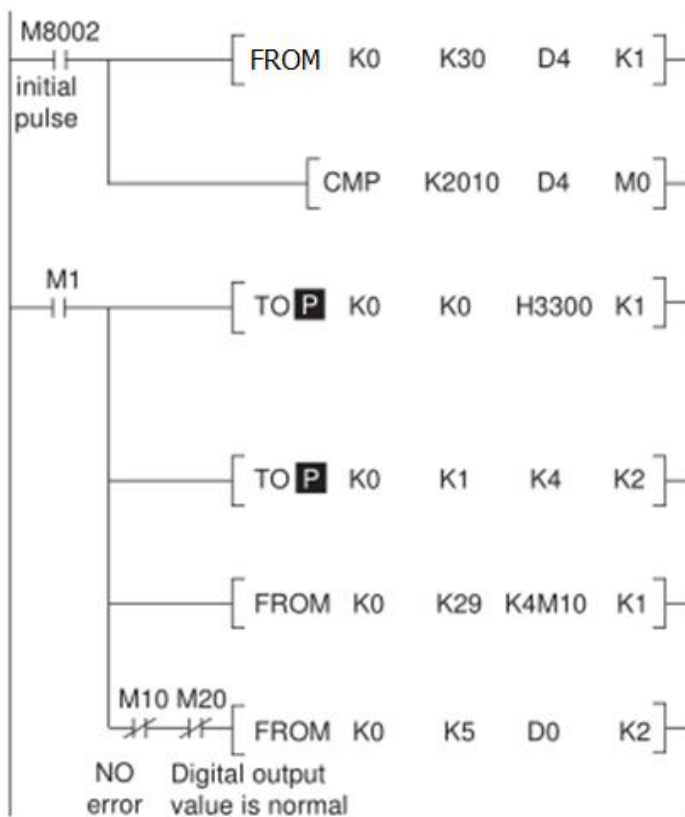 M8002
FROM K0 K30 D4 K1
initial
pulse
CMP K2010 D4 M0
M1
TO P K0 K0 H3300 K1
TO P K0 K1 K4 K2
FROM K0 K29 K4M10 K1
M10 M20
FROM K0 K5 D0 K2
NO Digital output
error value is normal